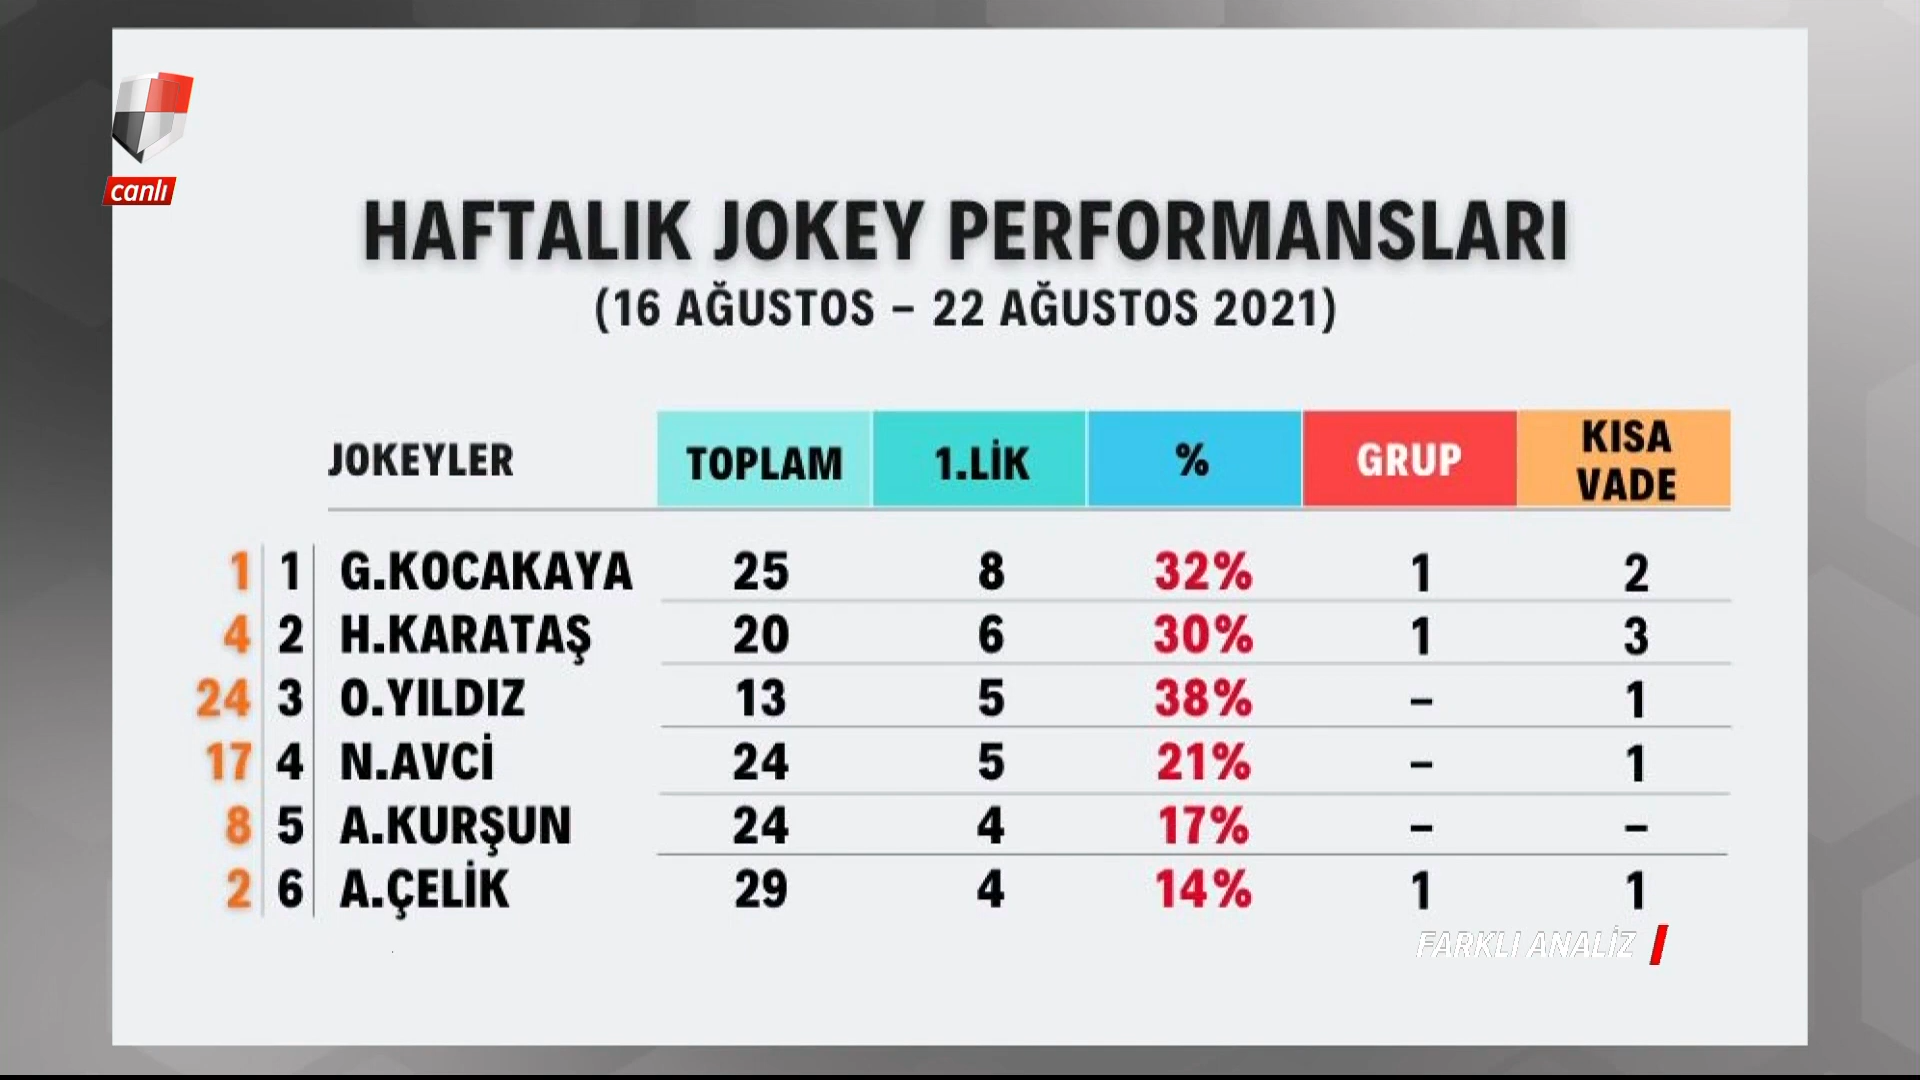 canlı
HAFTALIK JOKEY PERFORMANSLARI
(16 AĞUSTOS – 22 AĞUSTOS 2021)
JOKEYLER TOPLAM 1.LİK % GRUP KISA VADE
1 1 G.KOCAKAYA 25 8 32% 1 2
4 2 H.KARATAŞ 20 6 30% 1 3
24 3 O.YILDIZ 13 5 38% – 1
17 4 N.AVCİ 24 5 21% – 1
8 5 A.KURŞUN 24 4 17% – –
2 6 A.ÇELİK 29 4 14% 1 1
FARKLI ANALİZ